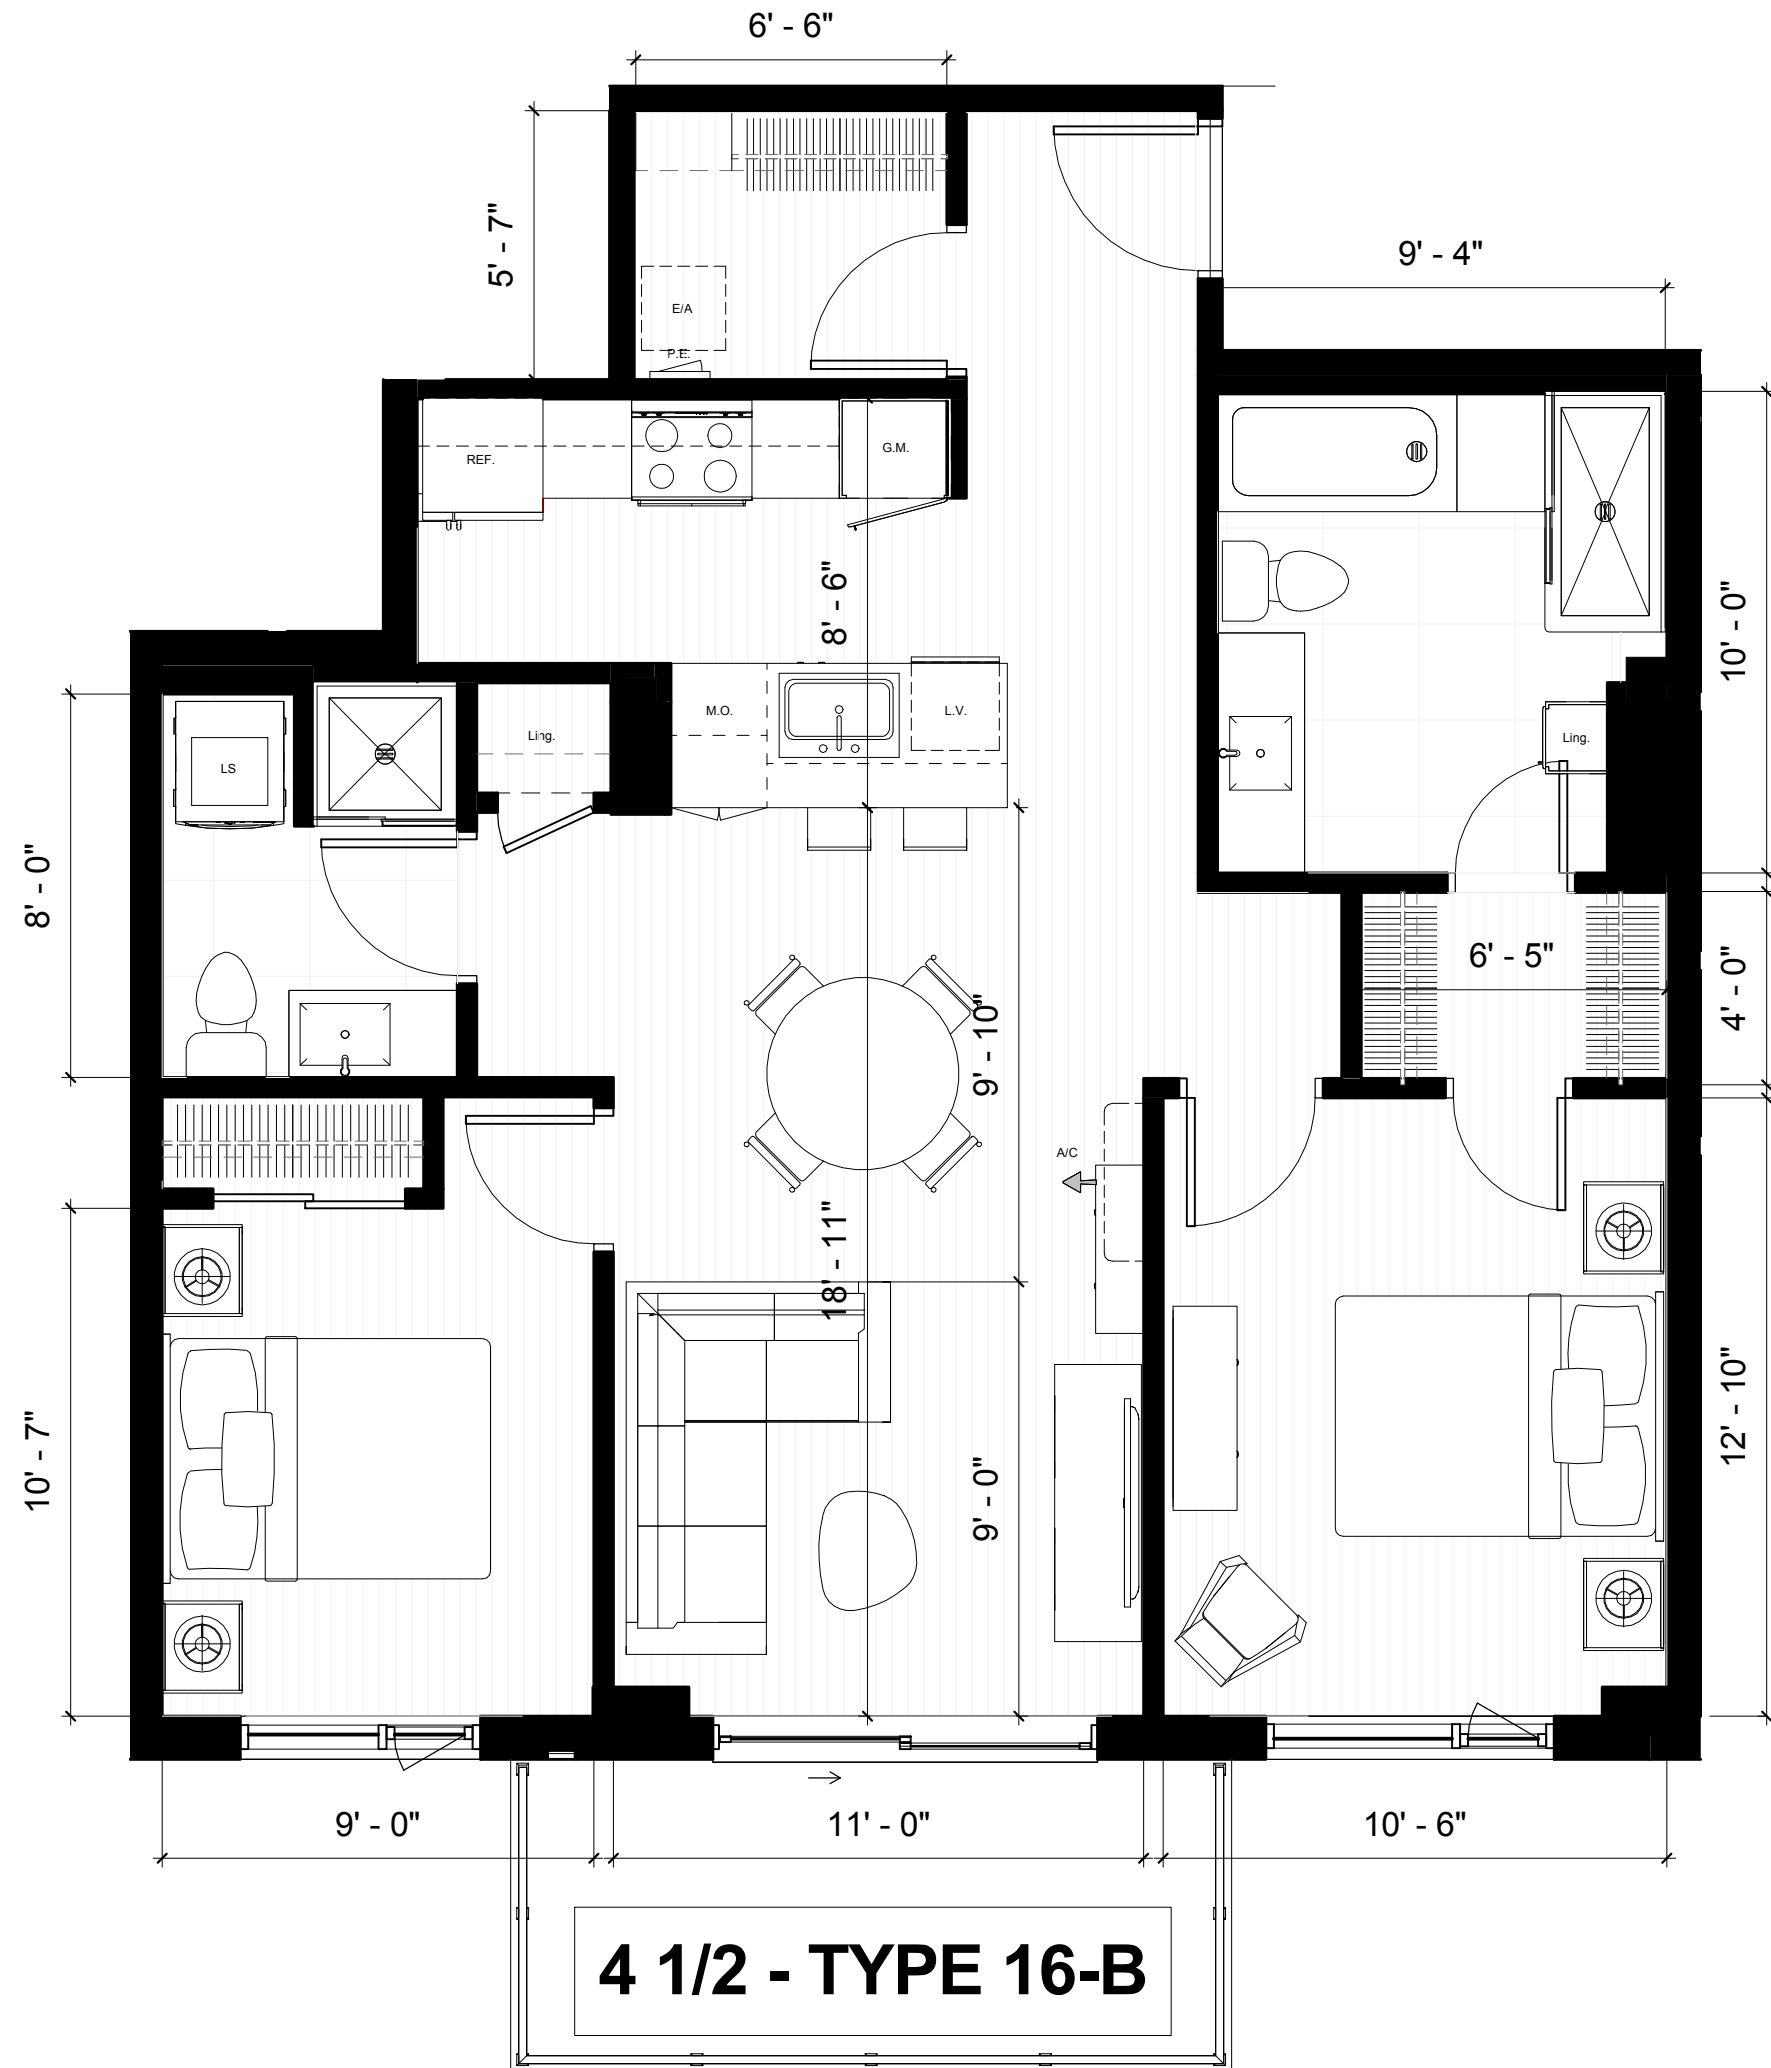 6' - 6"
5' - 7"
9' - 4"
E/A
P.E.
REF.
G.M.
8' - 6"
10' - 0"
M.O.
L.V.
Ling.
Ling.
LS
8' - 0"
6' - 5"
4' - 0"
9' - 10"
A/C
18' - 11"
10' - 7"
9' - 0"
12' - 10"
9' - 0"
11' - 0"
10' - 6"
4 1/2 - TYPE 16-B